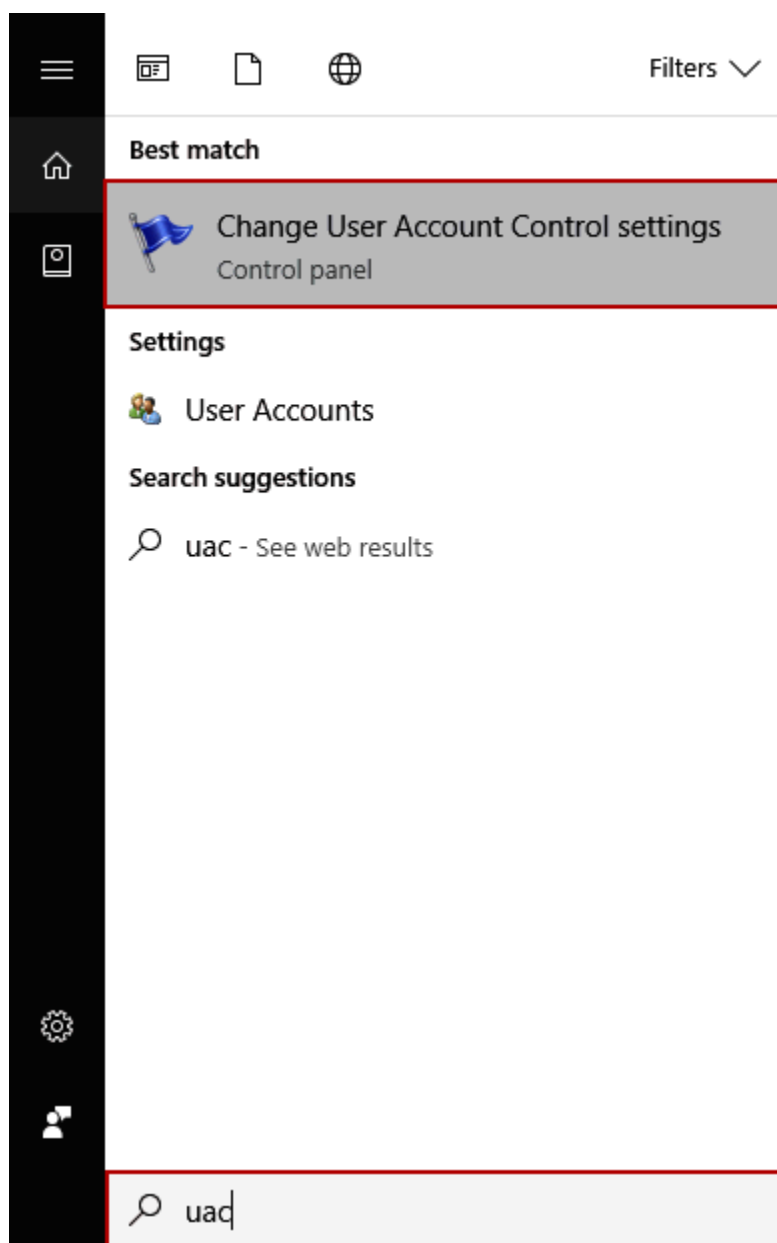 Filters
Best match
Change User Account Control settings
Control panel
Settings
User Accounts
Search suggestions
uac - See web results
uac